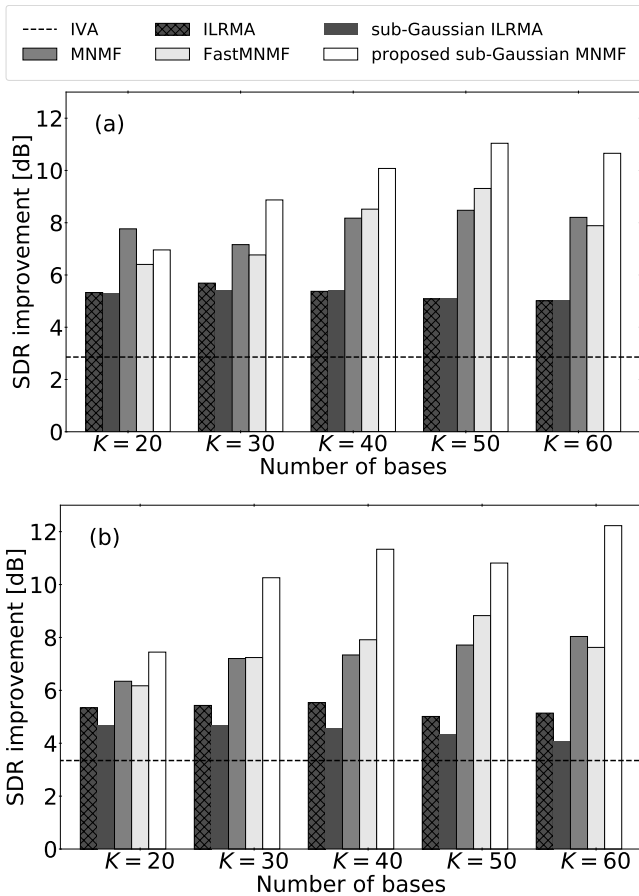 IVA
ILRMA
sub-Gaussian ILRMA
MNMF
FastMNMF
proposed sub-Gaussian MNMF
(a)
SDR improvement [dB]
12
10
8
6
4
2
0
K = 20 K = 30 K = 40 K = 50 K = 60
Number of bases
(b)
SDR improvement [dB]
12
10
8
6
4
2
0
K = 20 K = 30 K = 40 K = 50 K = 60
Number of bases